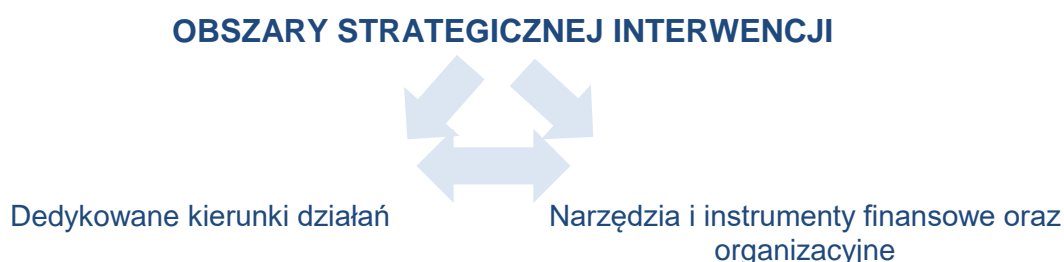 OBSZARY STRATEGICZNEJ INTERWENCJI
Dedykowane kierunki działań
Narzędzia i instrumenty finansowe oraz
organizacyjne